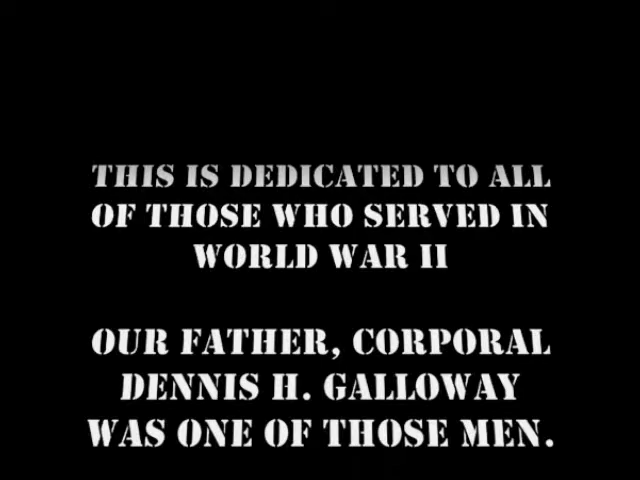 THIS IS DEDICATED TO ALL
OF THOSE WHO SERVED IN
WORLD WAR II
OUR FATHER, CORPORAL
DENNIS H. GALLOWAY
WAS ONE OF THOSE MEN.